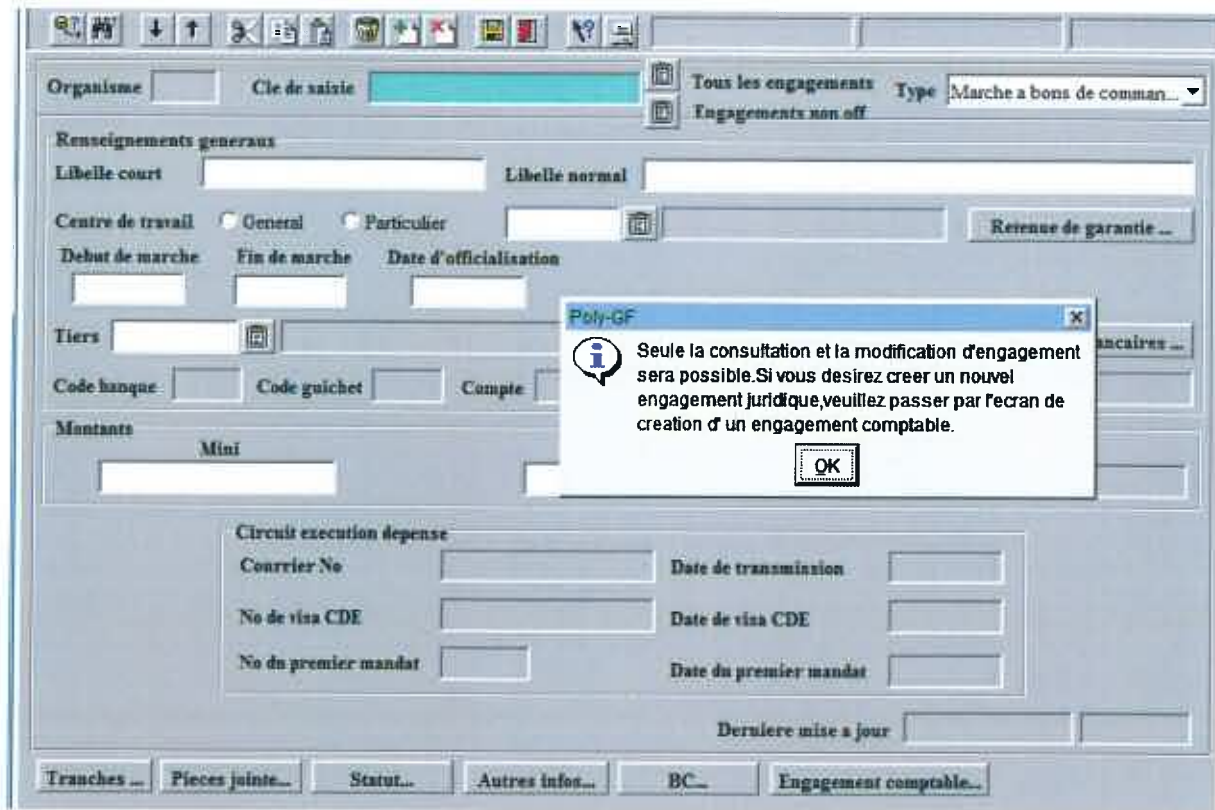 Organisme Cle de saisie Tous les engagements Type Marche a bons de comman...
Engagements non off
Renseignements generaux
Libelle court Libelle normal
Centre de travail General Particulier Retenue de garantie ...
Debut de marche Fin de marche Date d'officialisation
Poly-GF
Tiers ancaires ...
Seule la consultation et la modification d'engagement
sera possible.Si vous desirez creer un nouvel
engagement juridique,veuillez passer par l'ecran de
creation d' un engagement comptable.
OK
Code banque Code guichet Compte
Montants
Mini
Circuit execution depense
Courrier No Date de transmission
No de visa CDE Date de visa CDE
No du premier mandat Date du premier mandat
Derniere mise a jour
Tranches ... Pieces jointe... Statut... Autres infos... BC... Engagement comptable...